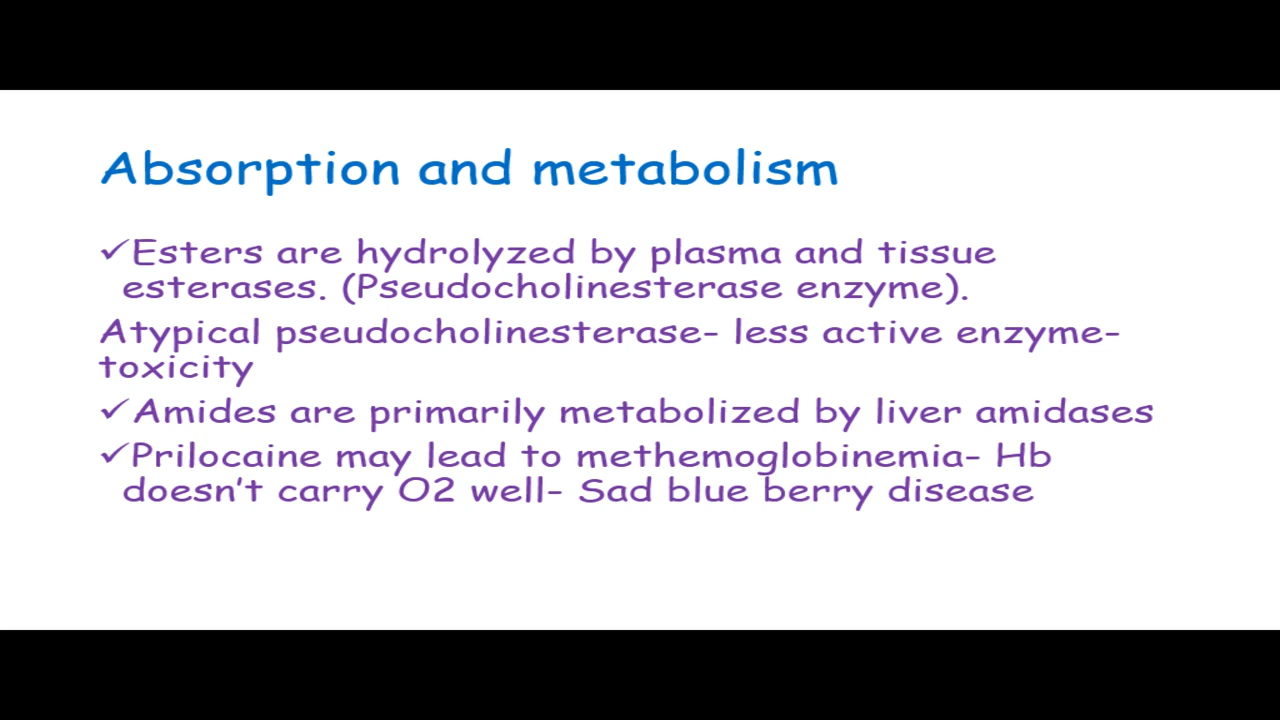 Absorption and metabolism
✓Esters are hydrolyzed by plasma and tissue
esterases. (Pseudocholinesterase enzyme).
Atypical pseudocholinesterase- less active enzyme-
toxicity
✓Amides are primarily metabolized by liver amidases
✓Prilocaine may lead to methemoglobinemia- Hb
doesn't carry O2 well- Sad blue berry disease